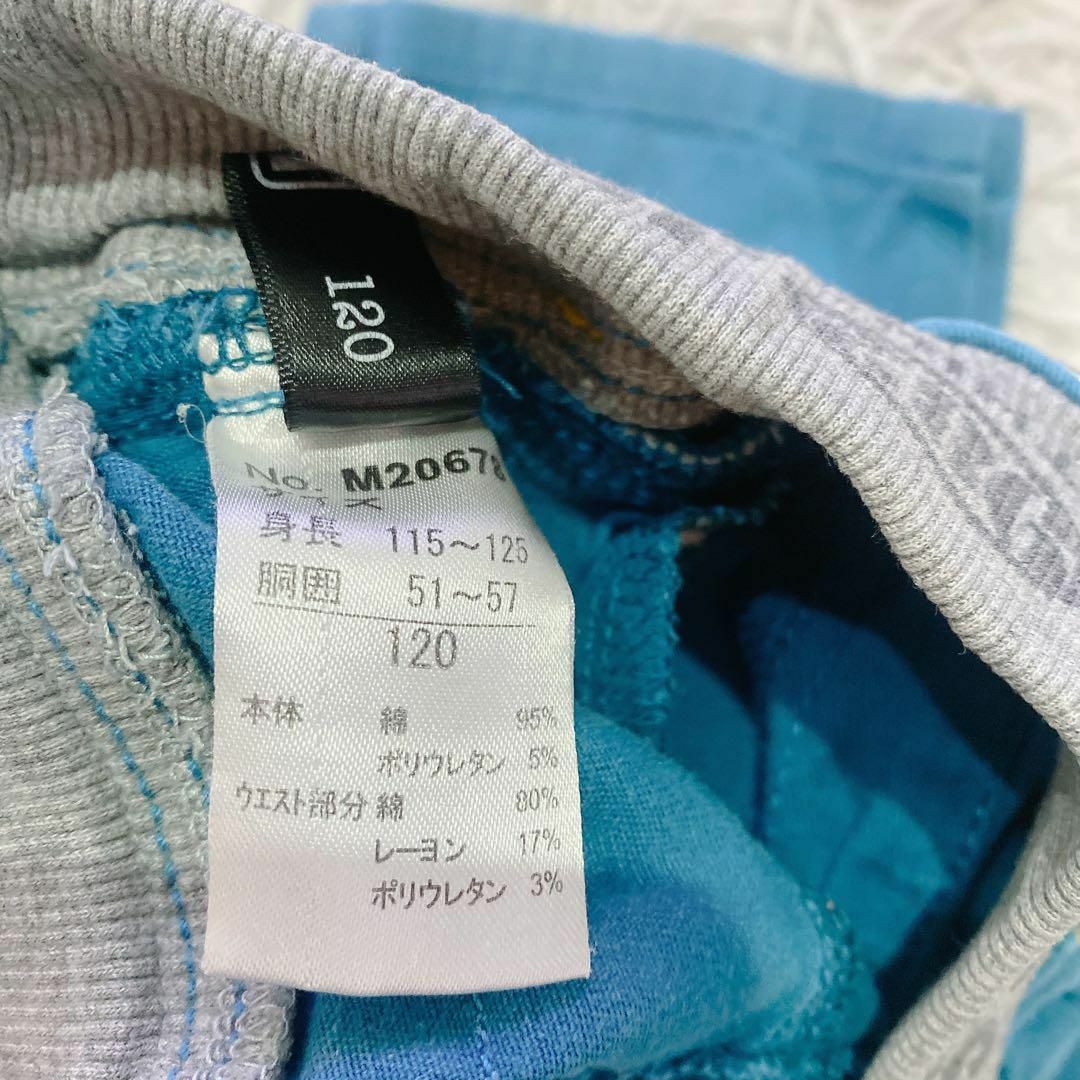 120
No. M20678
身長 115～125
胴囲 51～57
120
本体 綿 95%
ポリウレタン 5%
ウエスト部分 綿 80%
レーヨン 17%
ポリウレタン 3%